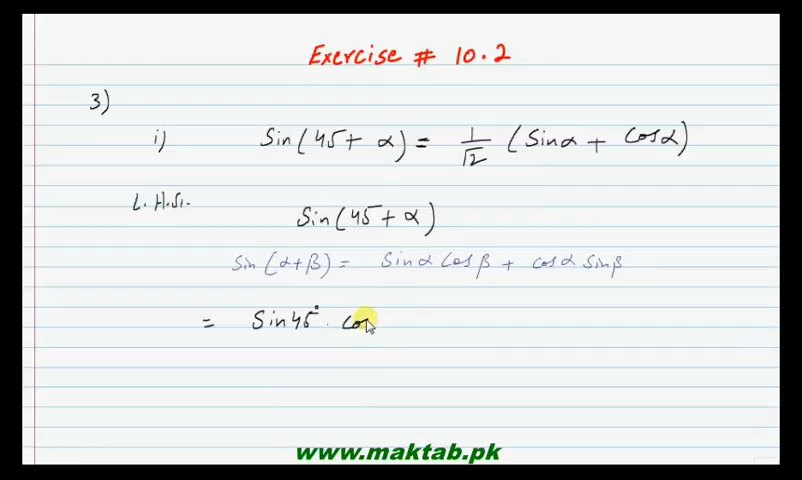 Exercise # 10.2
3)
i) Sin(45+ α) = 1/√2 (Sinα + Cosα)
L.H.S. Sin(45+α)
Sin(α+β) = Sinα Cosβ + Cosα Sinβ
= Sin45° . Cos
www.maktab.pk